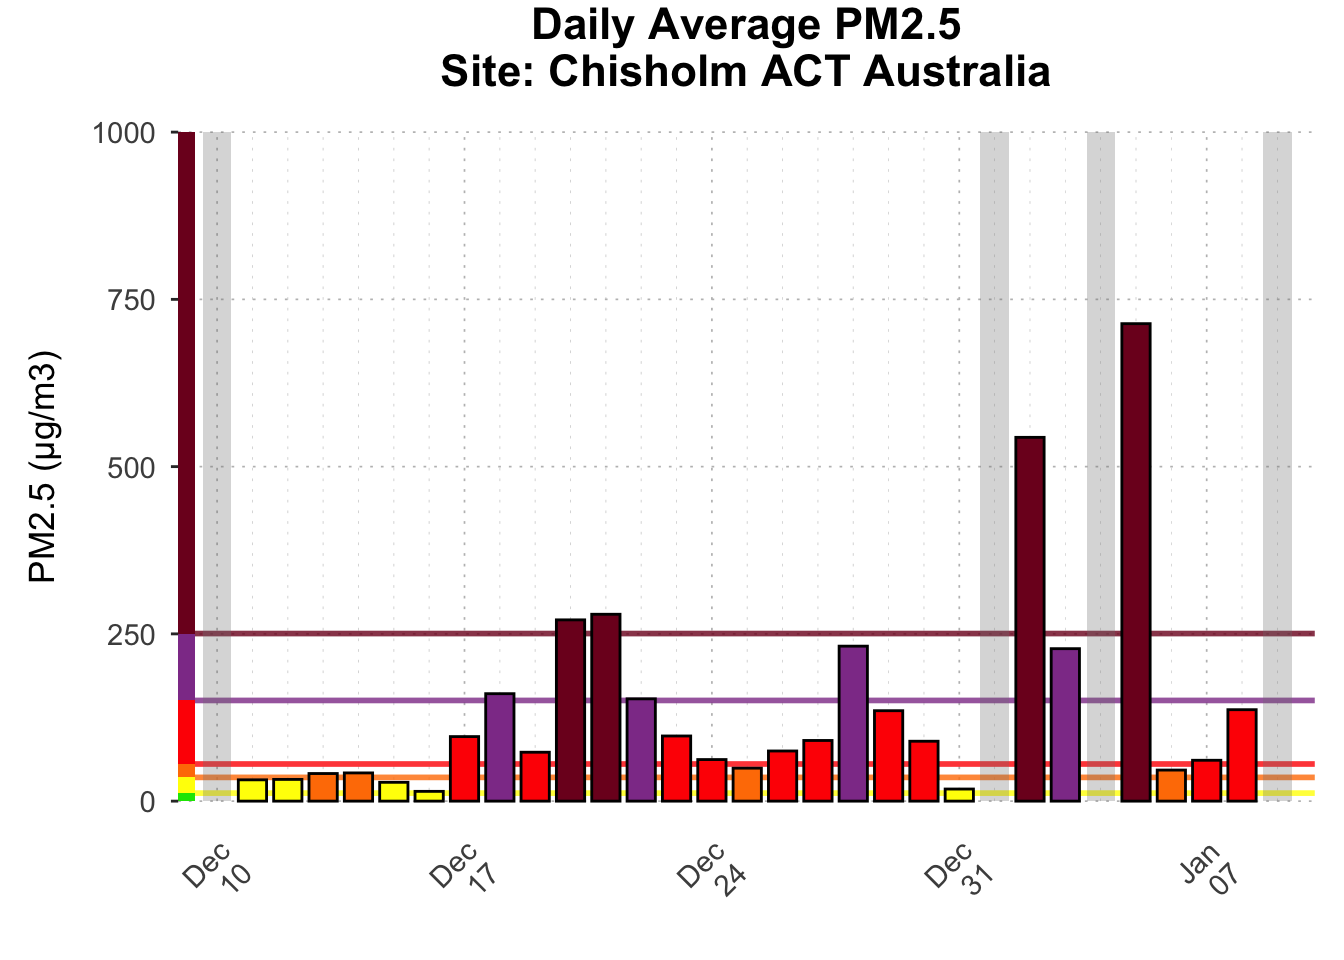 Daily Average PM2.5
Site: Chisholm ACT Australia
PM2.5 (µg/m3)
1000
750
500
250
0
Dec 10
Dec 17
Dec 24
Dec 31
Jan 07